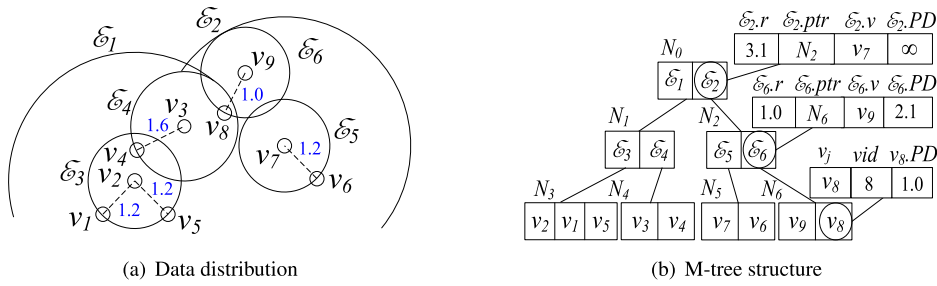 ℰ1
ℰ2
v9
ℰ6
1.0
ℰ4
v3
v8
1.6
v4
ℰ5
v7
1.2
v6
ℰ3
v2
1.2
1.2
v1
v5
(a) Data distribution
ℰ2.r ℰ2.ptr ℰ2.v ℰ2.PD
3.1 N2 v7 ∞
N0
ℰ1 ℰ2
ℰ6.r ℰ6.ptr ℰ6.v ℰ6.PD
1.0 N6 v9 2.1
N1 N2
ℰ3 ℰ4 ℰ5 ℰ6
vj vid v8.PD
v8 8 1.0
N3 N4 N5 N6
v2 v1 v5 v3 v4 v7 v6 v9 v8
(b) M-tree structure